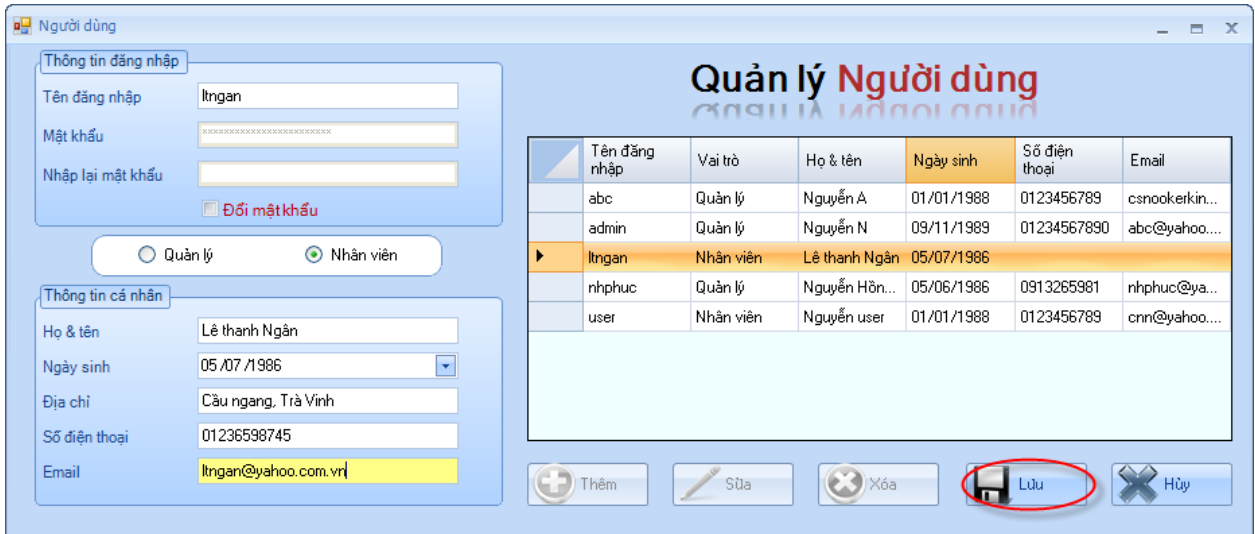 Người dùng
Thông tin đăng nhập
Tên đăng nhập ltngan
Mật khẩu xxxxxxxxxxxxxxxxxxxxxxxx
Nhập lại mật khẩu
Đổi mật khẩu
Quản lý Nhân viên
Thông tin cá nhân
Họ & tên Lê thanh Ngân
Ngày sinh 05/07/1986
Địa chỉ Cầu ngang, Trà Vinh
Số điện thoại 01236598745
Email ltngan@yahoo.com.vn
Quản lý Người dùng
Tên đăng nhập Vai trò Họ & tên Ngày sinh Số điện thoại Email
abc Quản lý Nguyễn A 01/01/1988 0123456789 csnookerkin...
admin Quản lý Nguyễn N 09/11/1989 01234567890 abc@yahoo....
ltngan Nhân viên Lê thanh Ngân 05/07/1986
nhphuc Quản lý Nguyễn Hồn... 05/06/1986 0913265981 nhphuc@ya...
user Nhân viên Nguyễn user 01/01/1988 0123456789 cnn@yahoo....
Thêm Sửa Xóa Lưu Hủy